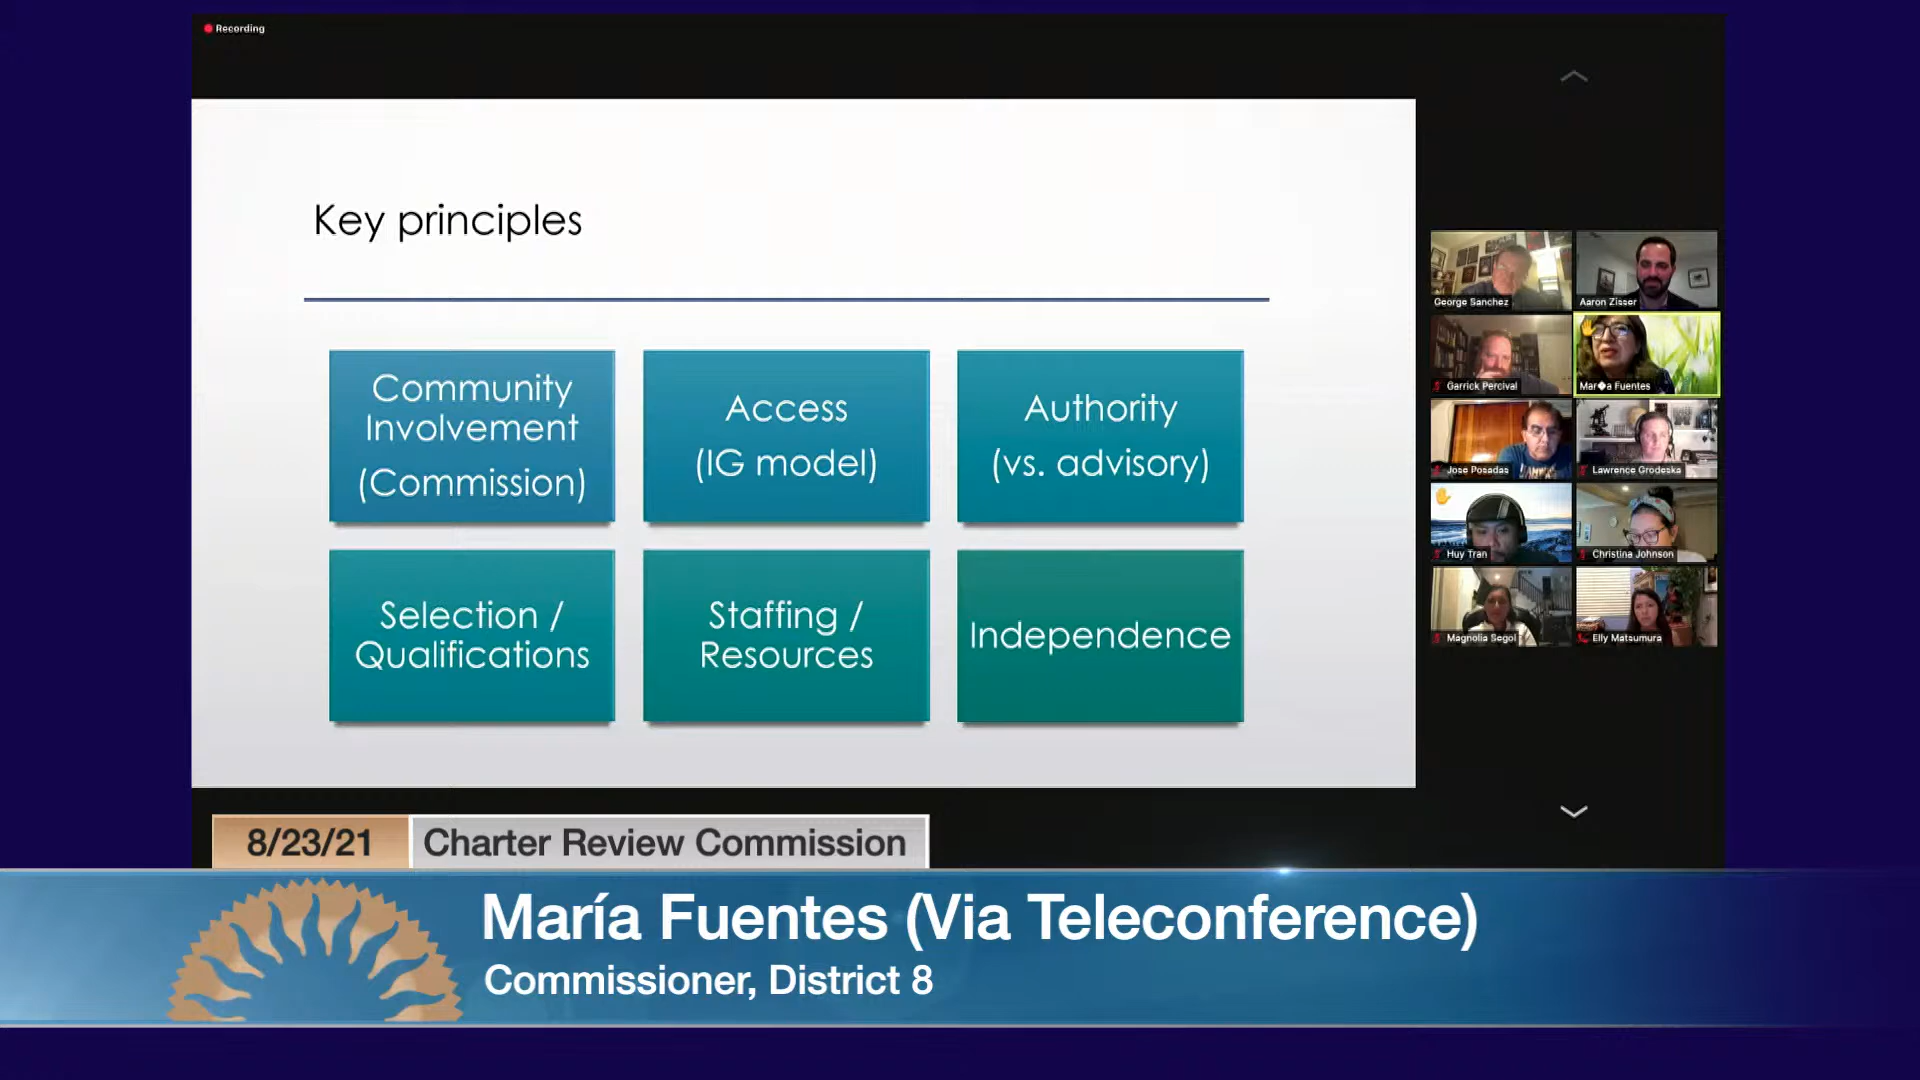 Recording
Key principles
Community
Involvement
(Commission)
Access
(IG model)
Authority
(vs. advisory)
Selection /
Qualifications
Staffing /
Resources
Independence
George Sanchez
Aaron Zisser
Garrick Percival
Mar�a Fuentes
Jose Posadas
Lawrence Grodeska
Huy Tran
Christina Johnson
Magnolia Segol
Elly Matsumura
8/23/21
Charter Review Commission
María Fuentes (Via Teleconference)
Commissioner, District 8